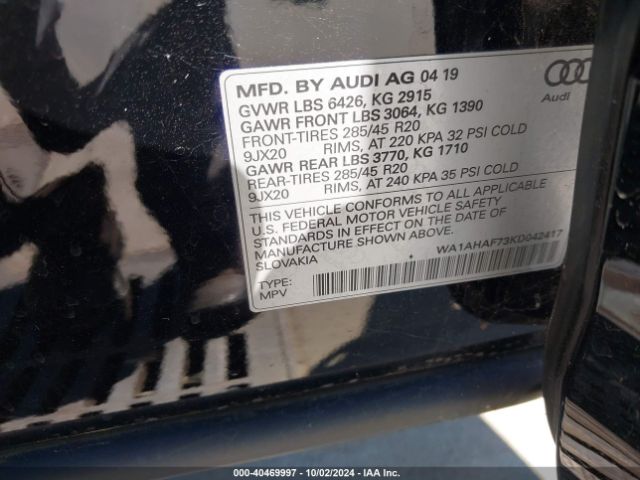 MFD. BY AUDI AG 04 19
GVWR LBS 6426, KG 2915
GAWR FRONT LBS 3064, KG 1390
FRONT-TIRES 285/45 R20
9JX20 RIMS, AT 220 KPA 32 PSI COLD
GAWR REAR LBS 3770, KG 1710
REAR-TIRES 285/45 R20
9JX20 RIMS, AT 240 KPA 35 PSI COLD
THIS VEHICLE CONFORMS TO ALL APPLICABLE
U.S. FEDERAL MOTOR VEHICLE SAFETY
STANDARDS IN EFFECT ON THE DATE OF
MANUFACTURE SHOWN ABOVE.
SLOVAKIA
WA1AHAF73KD042417
TYPE:
MPV
Audi
000-40469997 - 10/02/2024 - IAA Inc.